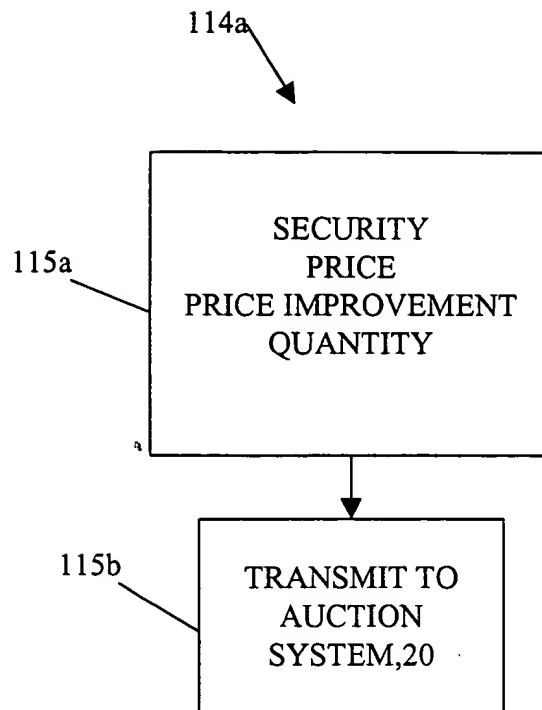 114a
115a
SECURITY
PRICE
PRICE IMPROVEMENT
QUANTITY
115b
TRANSMIT TO
AUCTION
SYSTEM,20